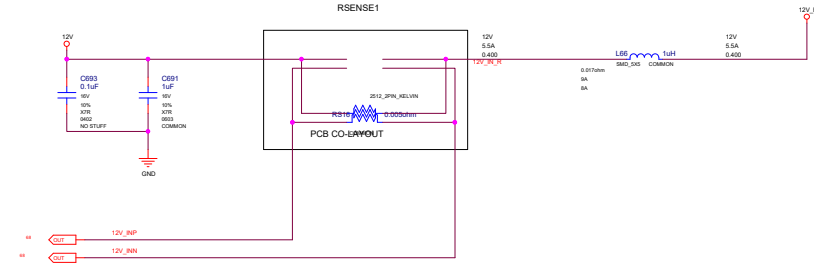 RSENSE1
12V_
12V
12V
5.5A
0.400
12V_IN_R
L66 1uH
SMD_5X5 COMMON
0.017ohm
9A
8A
12V
5.5A
0.400
C693
0.1uF
16V
10%
X7R
0402
NO STUFF
C691
1uF
16V
10%
X7R
0603
COMMON
GND
2512_2PIN_KELVIN
RS16 0.005ohm
PCB CO-LAYOUT
OUT 12V_INP
OUT 12V_INN